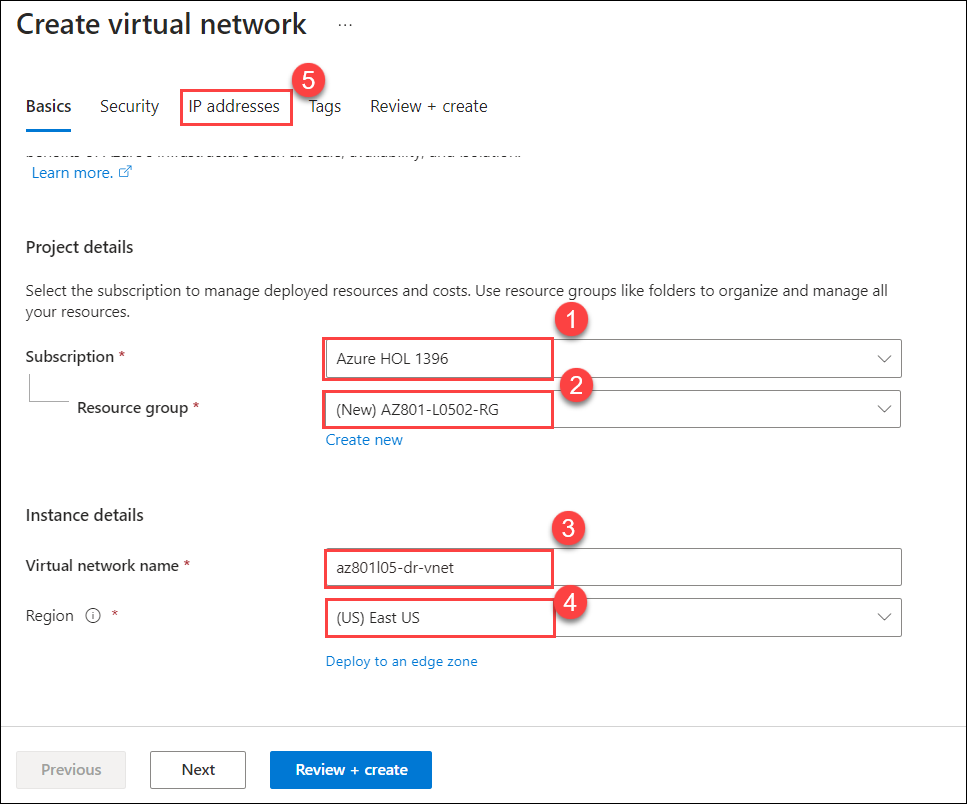 Create virtual network ...
5
Basics Security IP addresses Tags Review + create
Learn more.
Project details
Select the subscription to manage deployed resources and costs. Use resource groups like folders to organize and manage all
your resources.
1
Subscription * Azure HOL 1396
2
Resource group * (New) AZ801-L0502-RG
Create new
Instance details
3
Virtual network name * az801l05-dr-vnet
4
Region * (US) East US
Deploy to an edge zone
Previous Next Review + create